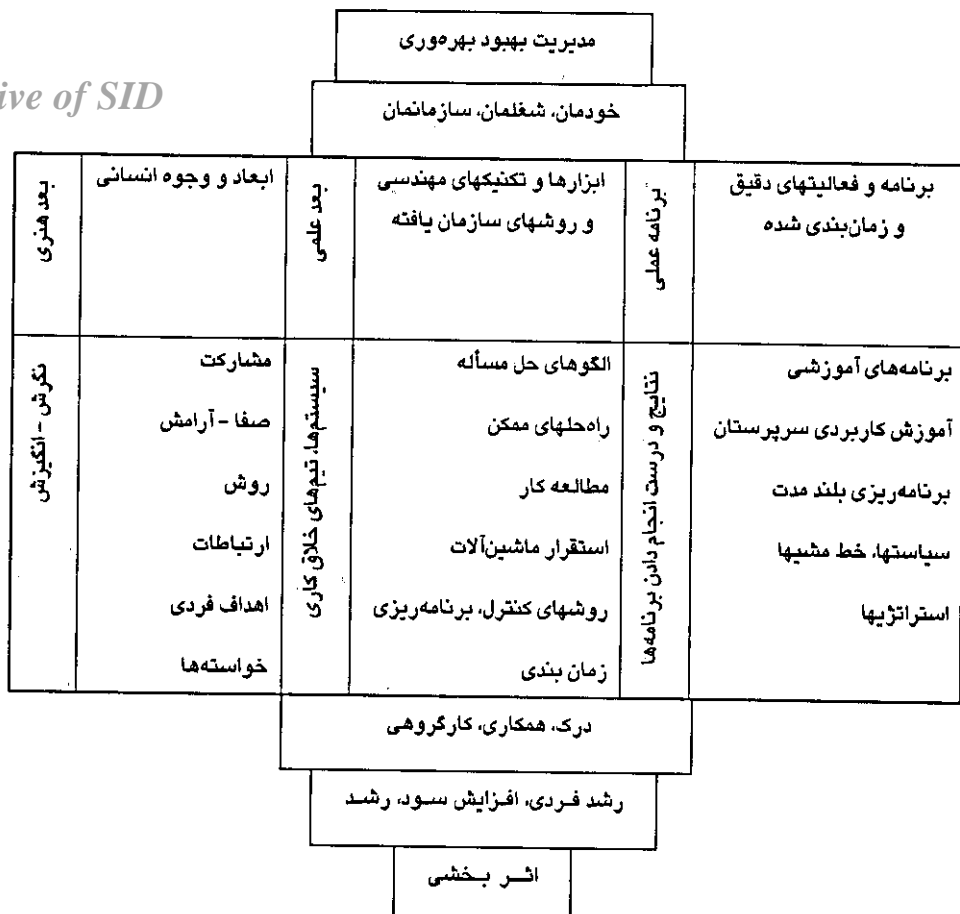 مدیریت بهبود بهره‌وری
ive of SID
خودمان، شغلمان، سازمانمان
برنامه و فعالیتهای دقیق
و زمان‌بندی شده
برنامه عملی
ابزارها و تکنیکهای مهندسی
و روشهای سازمان یافته
بعد علمی
ابعاد و وجوه انسانی
بعد هنری
برنامه‌های آموزشی
آموزش کاربردی سرپرستان
برنامه‌ریزی بلند مدت
سیاستها، خط مشیها
استراتژیها
نتایج و درست انجام دادن برنامه‌ها
الگوهای حل مسأله
راه‌حلهای ممکن
مطالعه کار
استقرار ماشین‌آلات
روشهای کنترل، برنامه‌ریزی
زمان بندی
سیستم‌ها، تیم‌های خلاق کاری
مشارکت
صفا - آرامش
روش
ارتباطات
اهداف فردی
خواسته‌ها
نگرش - انگیزش
درک، همکاری، کارگروهی
رشد فردی، افزایش سود، رشد
اثر بخشی